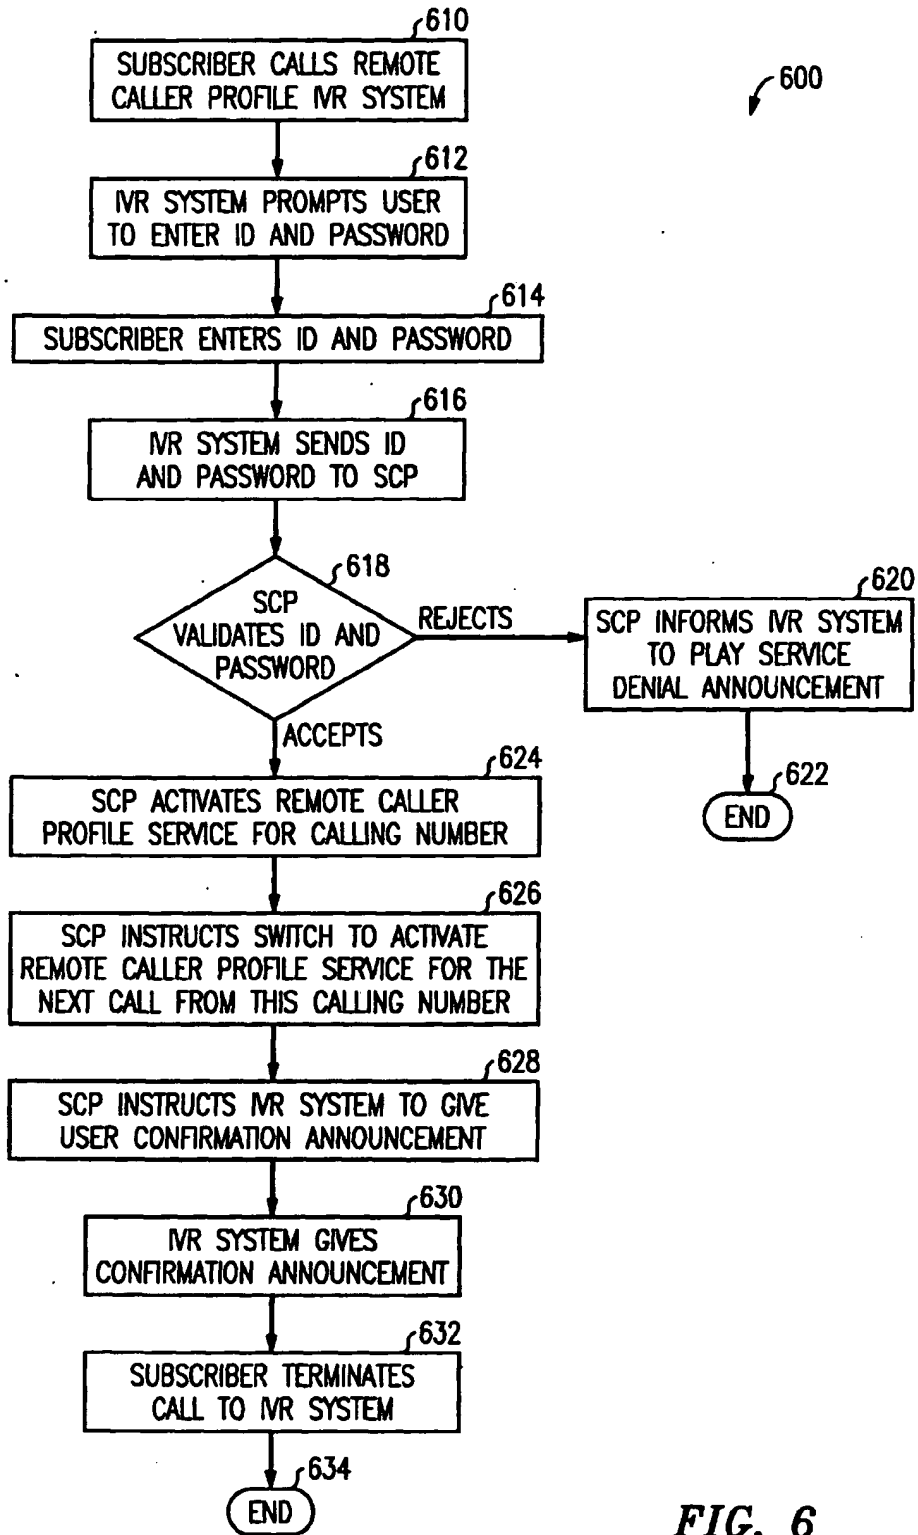 610
SUBSCRIBER CALLS REMOTE
CALLER PROFILE IVR SYSTEM
600
612
IVR SYSTEM PROMPTS USER
TO ENTER ID AND PASSWORD
614
SUBSCRIBER ENTERS ID AND PASSWORD
616
IVR SYSTEM SENDS ID
AND PASSWORD TO SCP
618
SCP
VALIDATES ID AND
PASSWORD
REJECTS
620
SCP INFORMS IVR SYSTEM
TO PLAY SERVICE
DENIAL ANNOUNCEMENT
622
END
ACCEPTS
624
SCP ACTIVATES REMOTE CALLER
PROFILE SERVICE FOR CALLING NUMBER
626
SCP INSTRUCTS SWITCH TO ACTIVATE
REMOTE CALLER PROFILE SERVICE FOR THE
NEXT CALL FROM THIS CALLING NUMBER
628
SCP INSTRUCTS IVR SYSTEM TO GIVE
USER CONFIRMATION ANNOUNCEMENT
630
IVR SYSTEM GIVES
CONFIRMATION ANNOUNCEMENT
632
SUBSCRIBER TERMINATES
CALL TO IVR SYSTEM
634
END
FIG. 6